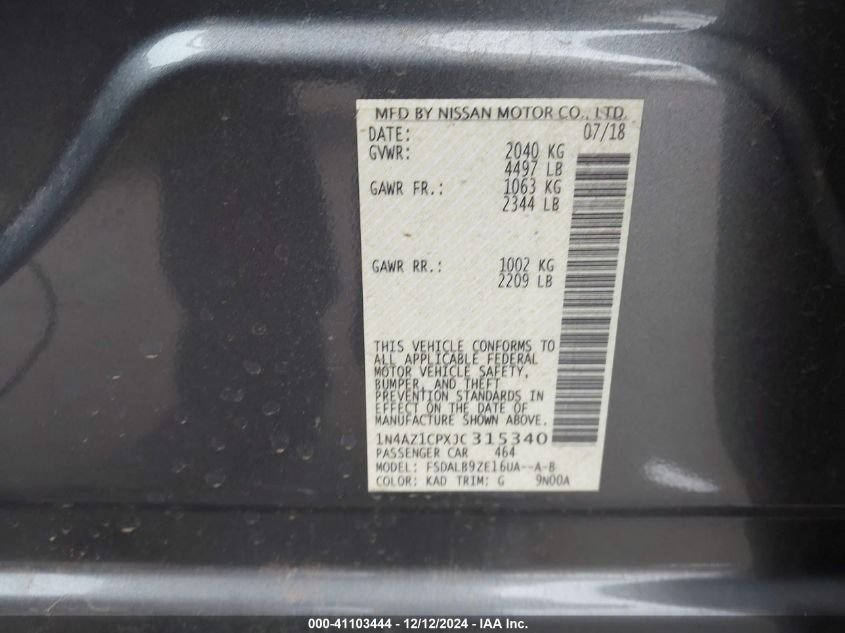 MFD BY NISSAN MOTOR CO., LTD.
DATE: 07/18
GVWR: 2040 KG
4497 LB
GAWR FR.: 1063 KG
2344 LB
GAWR RR.: 1002 KG
2209 LB
THIS VEHICLE CONFORMS TO
ALL APPLICABLE FEDERAL
MOTOR VEHICLE SAFETY,
BUMPER, AND THEFT
PREVENTION STANDARDS IN
EFFECT ON THE DATE OF
MANUFACTURE SHOWN ABOVE.
1N4AZ1CPXJC315340
PASSENGER CAR 464
MODEL: FSDALB9ZE16UA--A-B
COLOR: KAD TRIM: G 9N00A
000-41103444 - 12/12/2024 - IAA Inc.